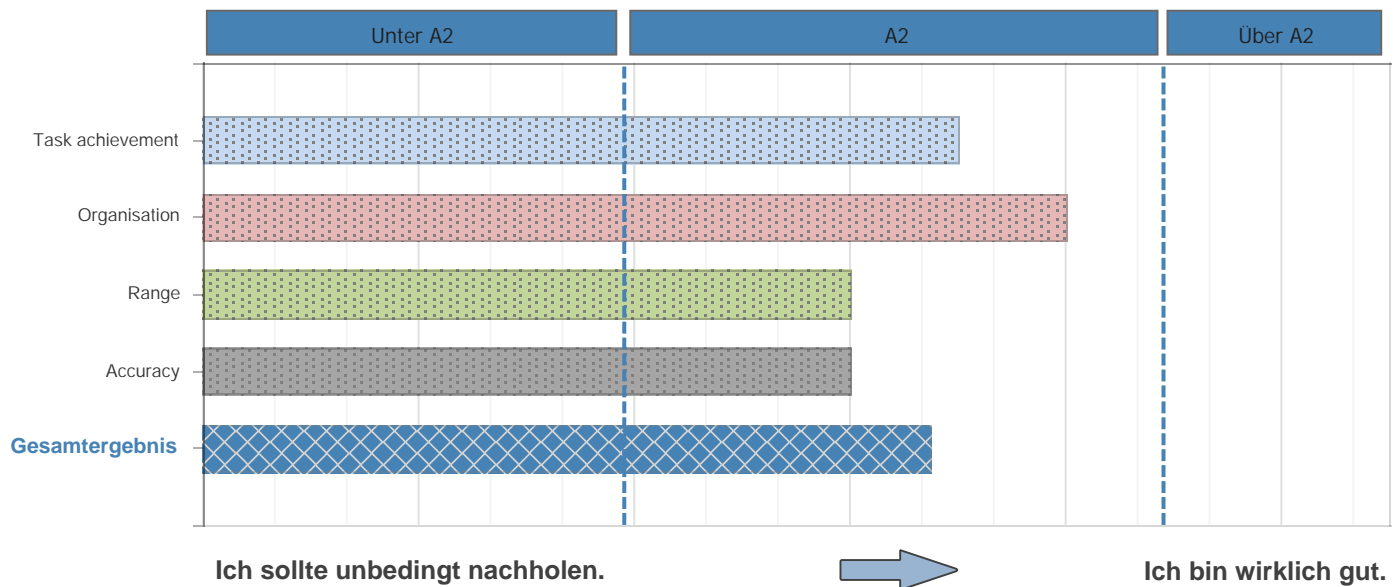 Unter A2 A2 Über A2
Task achievement
Organisation
Range
Accuracy
Gesamtergebnis
Ich sollte unbedingt nachholen. Ich bin wirklich gut.